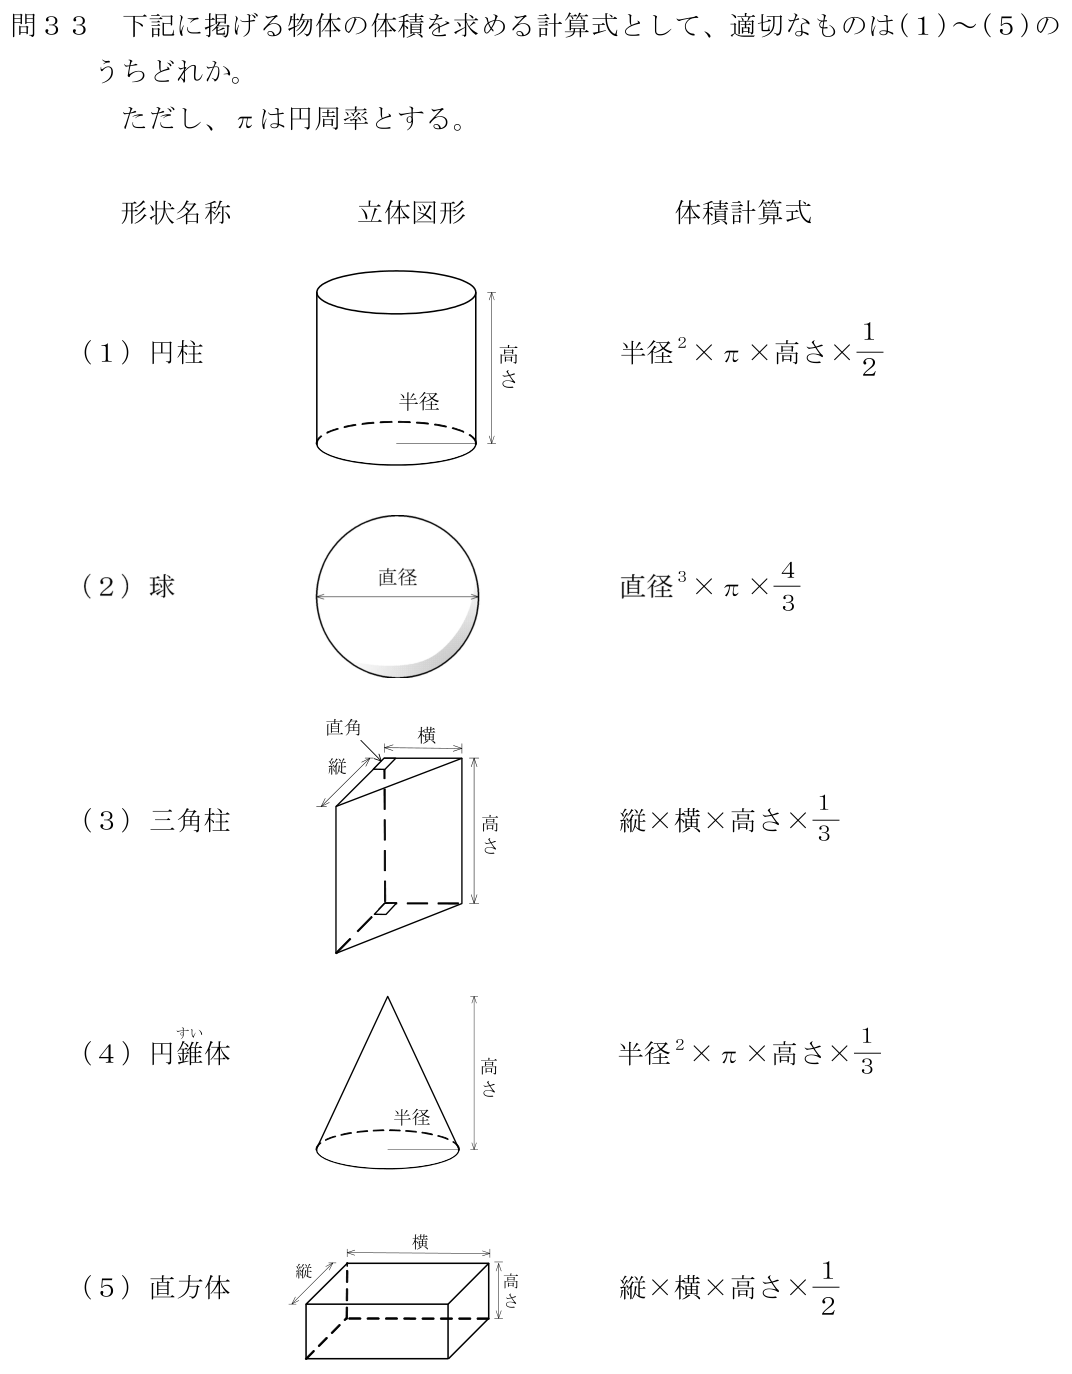 問３３　下記に掲げる物体の体積を求める計算式として、適切なものは(１)～(５)の
うちどれか。
ただし、πは円周率とする。
形状名称　立体図形　体積計算式
（１）円柱
高さ
半径
半径²×π×高さ×1/2
（２）球
直径
直径³×π×4/3
（３）三角柱
直角
横
縦
高さ
縦×横×高さ×1/3
すい
（４）円錐体
高さ
半径
半径²×π×高さ×1/3
（５）直方体
横
縦
高さ
縦×横×高さ×1/2